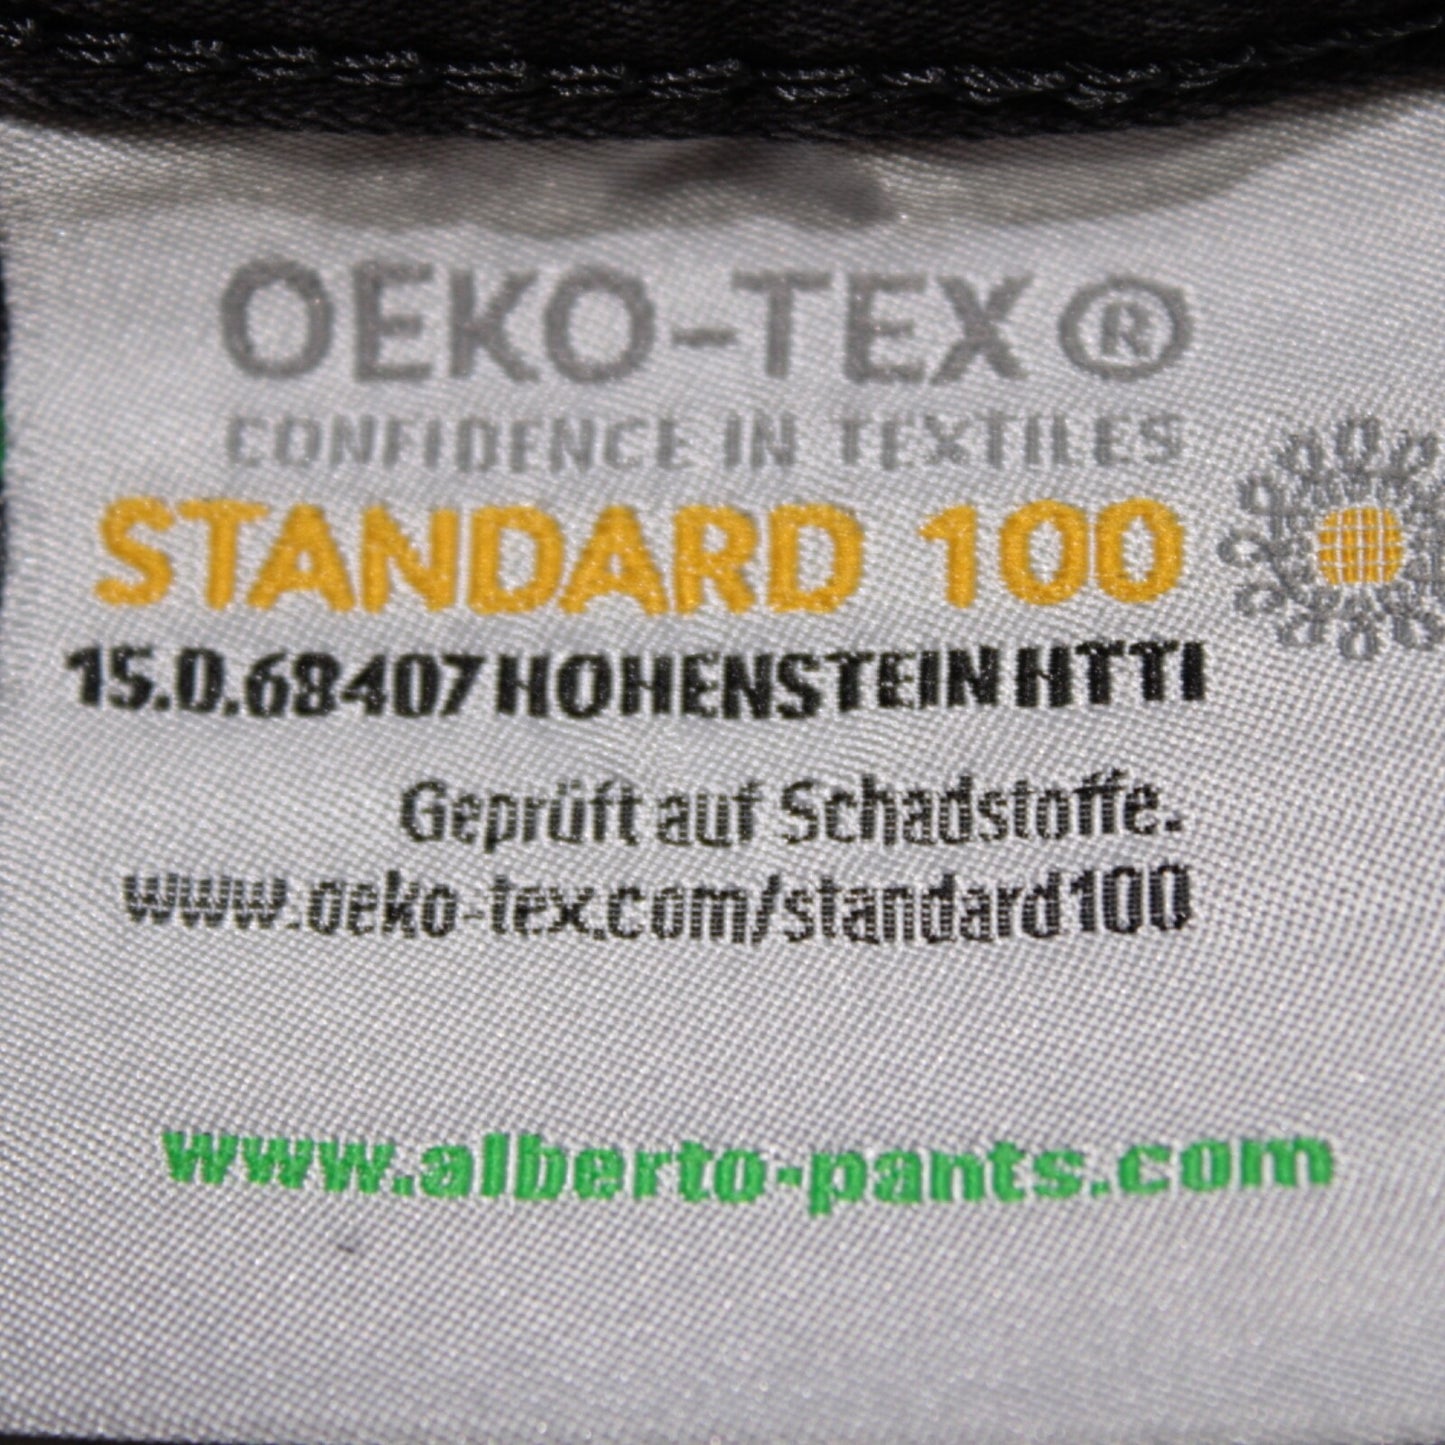 OEKO-TEX®
CONFIDENCE IN TEXTILES
STANDARD 100
15.0.68407 HOHENSTEIN HTTI
Geprüft auf Schadstoffe.
www.oeko-tex.com/standard100
www.alberto-pants.com